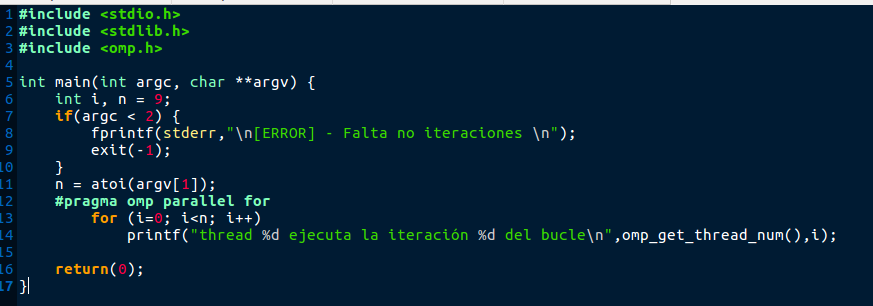 1 #include <stdio.h>
2 #include <stdlib.h>
3 #include <omp.h>
4
5 int main(int argc, char **argv) {
6     int i, n = 9;
7     if(argc < 2) {
8         fprintf(stderr,"\n[ERROR] - Falta no iteraciones \n");
9         exit(-1);
10     }
11     n = atoi(argv[1]);
12     #pragma omp parallel for
13         for (i=0; i<n; i++)
14             printf("thread %d ejecuta la iteración %d del bucle\n",omp_get_thread_num(),i);
15
16     return(0);
17 }